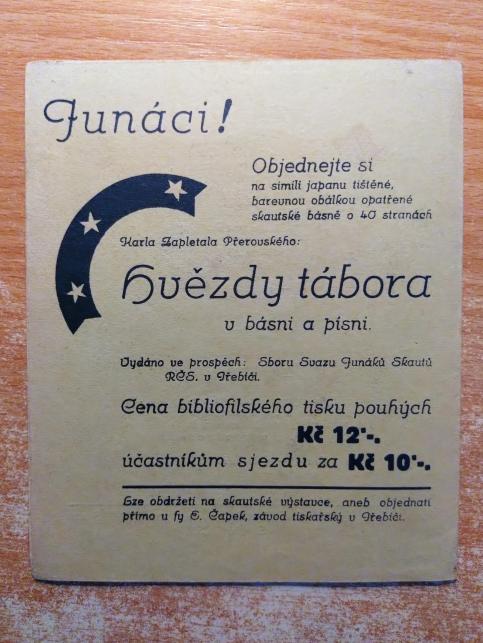 Junáci!
Objednejte si
na simili japanu tištěné,
barevnou obálkou opatřené
skautské básně o 40 stranách
Karla Zapletala Přerovského:
Hvězdy tábora
v básni a písni.
Vydáno ve prospěch: Sboru Svazu Junáků Skautů
RČS. v Třebíči.
Cena bibliofilského tisku pouhých
Kč 12·-.
účastníkům sjezdu za Kč 10·-.
Lze obdržeti na skautské výstavce, aneb objednati
přímo u fy E. Čapek, závod tiskařský v Třebíči.